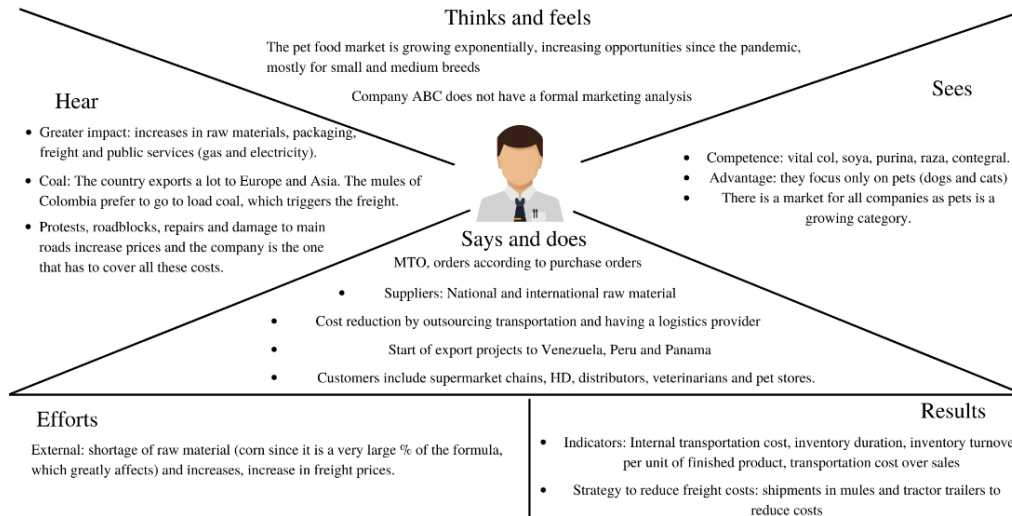 Thinks and feels
The pet food market is growing exponentially, increasing opportunities since the pandemic,
mostly for small and medium breeds
Company ABC does not have a formal marketing analysis
Hear
• Greater impact: increases in raw materials, packaging,
freight and public services (gas and electricity).
• Coal: The country exports a lot to Europe and Asia. The mules of
Colombia prefer to go to load coal, which triggers the freight.
• Protests, roadblocks, repairs and damage to main
roads increase prices and the company is the one
that has to cover all these costs.
Sees
• Competence: vital col, soya, purina, raza, contegral.
• Advantage: they focus only on pets (dogs and cats)
• There is a market for all companies as pets is a
growing category.
Says and does
MTO, orders according to purchase orders
• Suppliers: National and international raw material
• Cost reduction by outsourcing transportation and having a logistics provider
• Start of export projects to Venezuela, Peru and Panama
• Customers include supermarket chains, HD, distributors, veterinarians and pet stores.
Efforts
External: shortage of raw material (corn since it is a very large % of the formula,
which greatly affects) and increases, increase in freight prices.
Results
• Indicators: Internal transportation cost, inventory duration, inventory turnove
per unit of finished product, transportation cost over sales
• Strategy to reduce freight costs: shipments in mules and tractor trailers to
reduce costs